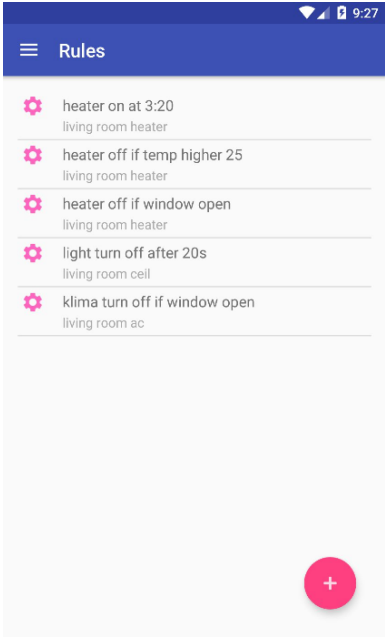 9:27
Rules
heater on at 3:20
living room heater
heater off if temp higher 25
living room heater
heater off if window open
living room heater
light turn off after 20s
living room ceil
klima turn off if window open
living room ac
+